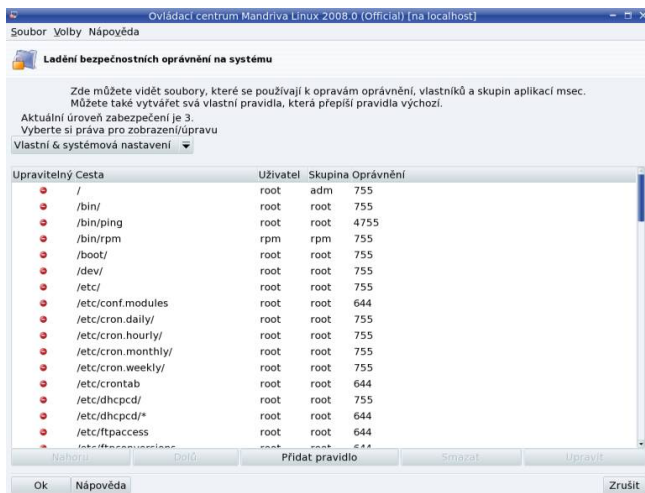 Ovládací centrum Mandriva Linux 2008.0 (Official) [na localhost]
Soubor Volby Nápověda
Ladění bezpečnostních oprávnění na systému
Zde můžete vidět soubory, které se používají k opravám oprávnění, vlastníků a skupin aplikací msec.
Můžete také vytvářet svá vlastní pravidla, která přepíší pravidla výchozí.
Aktuální úroveň zabezpečení je 3.
Vyberte si práva pro zobrazení/úpravu
Vlastní & systémová nastavení
Upravitelný Cesta Uživatel Skupina Oprávnění
/ root adm 755
/bin/ root root 755
/bin/ping root root 4755
/bin/rpm rpm rpm 755
/boot/ root root 755
/dev/ root root 755
/etc/ root root 755
/etc/conf.modules root root 644
/etc/cron.daily/ root root 755
/etc/cron.hourly/ root root 755
/etc/cron.monthly/ root root 755
/etc/cron.weekly/ root root 755
/etc/crontab root root 644
/etc/dhcpcd/ root root 755
/etc/dhcpcd/* root root 644
/etc/ftpaccess root root 644
/etc/ftpconversions root root 644
Nahoru Dolů Přidat pravidlo Smazat Upravit
Ok Nápověda Zrušit